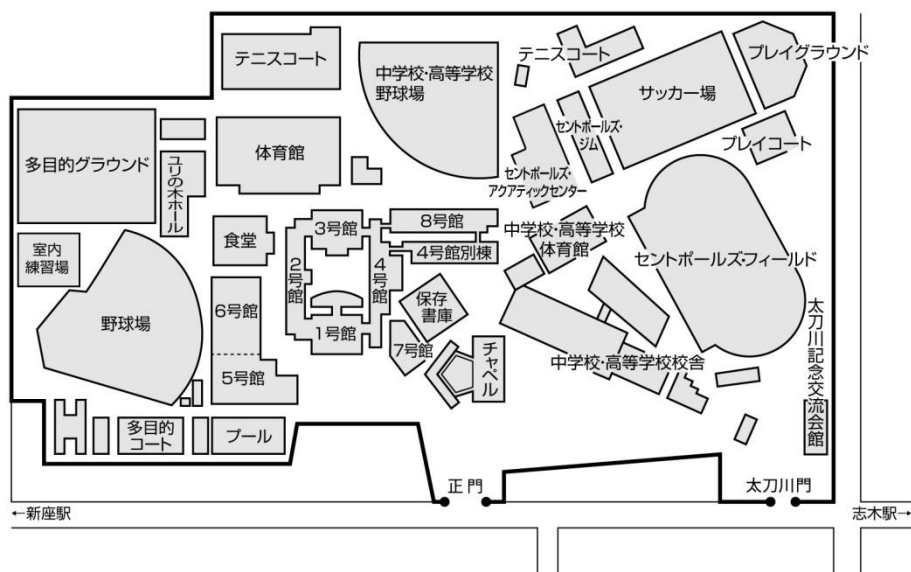 テニスコート
中学校・高等学校
野球場
テニスコート
サッカー場
プレイグラウンド
プレイコート
セントポールズ・
ジム
セントポールズ・
アクアティックセンター
多目的グラウンド
ユリの木ホール
体育館
室内
練習場
食堂
3号館
8号館
4号館別棟
2号館
4号館
1号館
中学校・高等学校
体育館
セントポールズ・フィールド
野球場
6号館
5号館
保存
書庫
7号館
チャペル
中学校・高等学校校舎
太刀川記念交流会館
多目的
コート
プール
正門
太刀川門
←新座駅
志木駅→